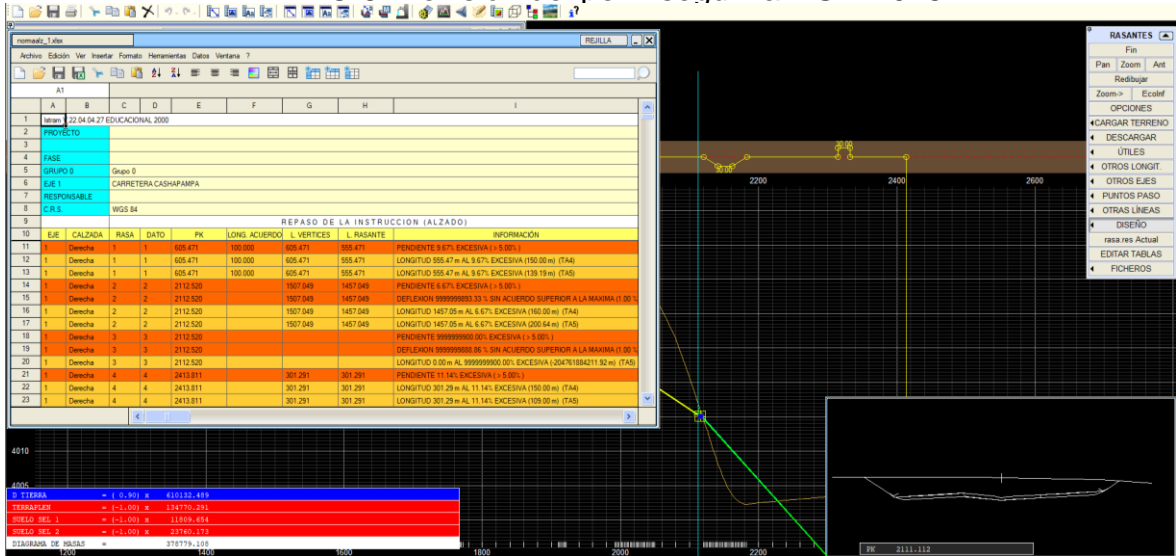 RASANTES
Fin
Pan Zoom Ant
Redibujar
Zoom-> EcoInf
OPCIONES
CARGAR TERRENO
DESCARGAR
ÚTILES
OTROS LONGIT.
OTROS EJES
PUNTOS PASO
OTRAS LÍNEAS
DISEÑO
rasa.res Actual
EDITAR TABLAS
FICHEROS
normaalz_1.xlsx REJILLA
Archivo Edición Ver Insertar Formato Herramientas Datos Ventana ?
A1
A B C D E F G H I
1 Istram 22.04.04.27 EDUCACIONAL 2000
2 PROYECTO
3
4 FASE
5 GRUPO 0 Grupo 0
6 EJE 1 CARRETERA CASHAPAMPA
7 RESPONSABLE
8 C.R.S. WGS 84
9 REPASO DE LA INSTRUCCION (ALZADO)
10 EJE CALZADA RASA DATO PK LONG. ACUERDO L. VERTICES L. RASANTE INFORMACIÓN
11 1 Derecha 1 1 605.471 100.000 605.471 555.471 PENDIENTE 9.67% EXCESIVA ( > 5.00% )
12 1 Derecha 1 1 605.471 100.000 605.471 555.471 LONGITUD 555.47 m AL 9.67% EXCESIVA (150.00 m) (TA4)
13 1 Derecha 1 1 605.471 100.000 605.471 555.471 LONGITUD 555.47 m AL 9.67% EXCESIVA (139.19 m) (TA5)
14 1 Derecha 2 2 2112.520 1507.049 1457.049 PENDIENTE 6.67% EXCESIVA ( > 5.00% )
15 1 Derecha 2 2 2112.520 1507.049 1457.049 DEFLEXION 9999999893.33 % SIN ACUERDO SUPERIOR A LA MAXIMA (1.00 %
16 1 Derecha 2 2 2112.520 1507.049 1457.049 LONGITUD 1457.05 m AL 6.67% EXCESIVA (160.00 m) (TA4)
17 1 Derecha 2 2 2112.520 1507.049 1457.049 LONGITUD 1457.05 m AL 6.67% EXCESIVA (200.64 m) (TA5)
18 1 Derecha 3 3 2112.520 PENDIENTE 9999999900.00% EXCESIVA ( > 5.00% )
19 1 Derecha 3 3 2112.520 DEFLEXION 9999999888.86 % SIN ACUERDO SUPERIOR A LA MAXIMA (1.00 %
20 1 Derecha 3 3 2112.520 LONGITUD 0.00 m AL 9999999900.00% EXCESIVA (-204761884211.92 m) (TA5)
21 1 Derecha 4 4 2413.811 301.291 301.291 PENDIENTE 11.14% EXCESIVA ( > 5.00% )
22 1 Derecha 4 4 2413.811 301.291 301.291 LONGITUD 301.29 m AL 11.14% EXCESIVA (150.00 m) (TA4)
23 1 Derecha 4 4 2413.811 301.291 301.291 LONGITUD 301.29 m AL 11.14% EXCESIVA (109.00 m) (TA5)
30.00 30.00
2200 2400 2600
4010
4005
D TIERRA = ( 0.90) x 610132.489
TERRAPLEN = (-1.00) x 134770.291
SUELO SEL 1 = (-1.00) x 11809.654
SUELO SEL 2 = (-1.00) x 23760.173
DIAGRAMA DE MASAS = 378779.108
1200 1400 1600 1800 2000 2200
PK 2111.112